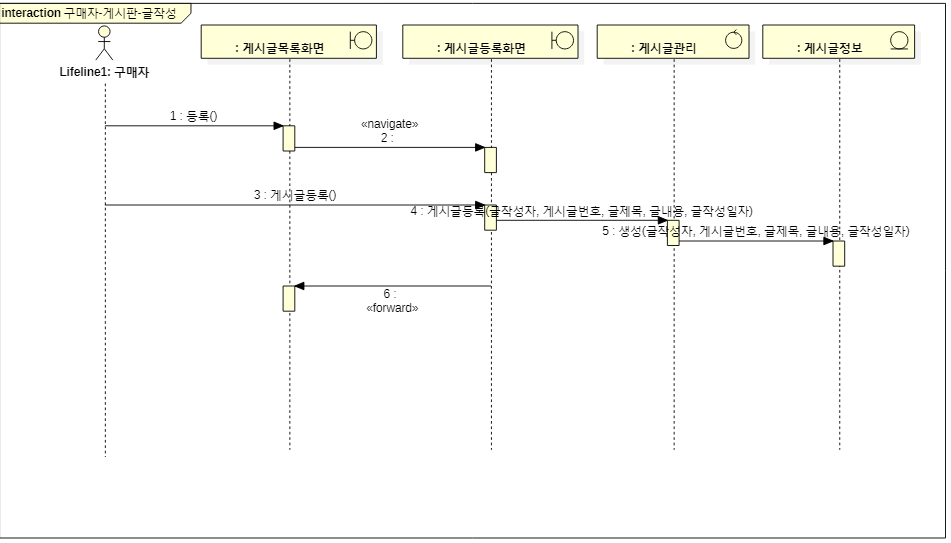 interaction 구매자-게시판-글작성
: 게시글목록화면
: 게시글등록화면
: 게시글관리
: 게시글정보
Lifeline1: 구매자
1 : 등록()
«navigate»
2 :
3 : 게시글등록()
4 : 게시글등록(글작성자, 게시글번호, 글제목, 글내용, 글작성일자)
5 : 생성(글작성자, 게시글번호, 글제목, 글내용, 글작성일자)
6 :
«forward»